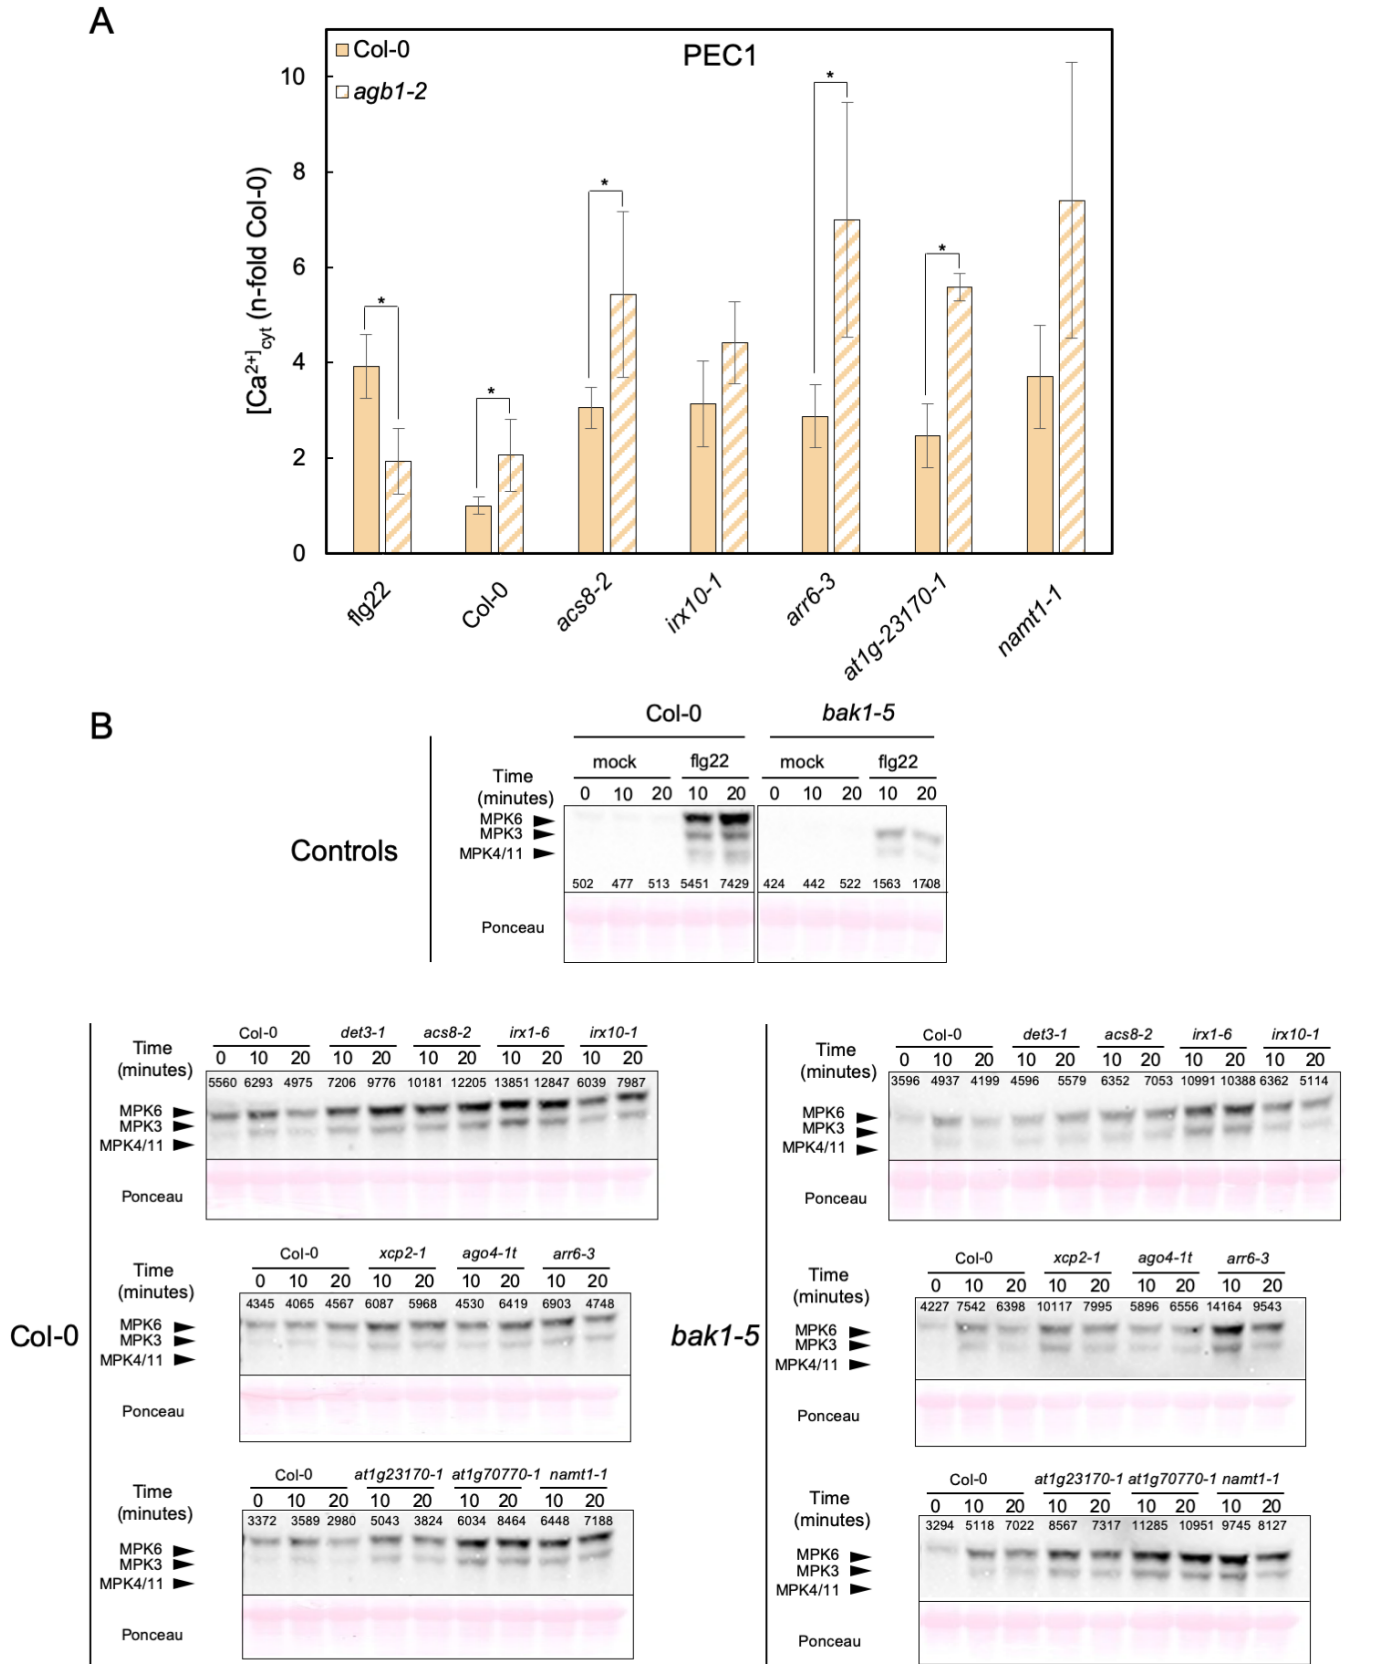 A
PEC1
Col-0
agb1-2
[Ca2+]cyt (n-fold Col-0)
10
8
6
4
2
0
*
*
*
*
*
flg22
Col-0
acs8-2
irx10-1
arr6-3
at1g-23170-1
namt1-1
B
Controls
Col-0 bak1-5
mock flg22 mock flg22
Time
(minutes)
0 10 20 10 20 0 10 20 10 20
MPK6
MPK3
MPK4/11
502 477 513 5451 7429 424 442 522 1563 1708
Ponceau
Col-0
Col-0 det3-1 acs8-2 irx1-6 irx10-1
Time
(minutes)
0 10 20 10 20 10 20 10 20 10 20
5560 6293 4975 7206 9776 10181 12205 13851 12847 6039 7987
MPK6
MPK3
MPK4/11
Ponceau
Col-0 xcp2-1 ago4-1t arr6-3
Time
(minutes)
0 10 20 10 20 10 20 10 20
4345 4065 4567 6087 5968 4530 6419 6903 4748
MPK6
MPK3
MPK4/11
Ponceau
Col-0 at1g23170-1 at1g70770-1 namt1-1
Time
(minutes)
0 10 20 10 20 10 20 10 20
3372 3589 2980 5043 3824 6034 8464 6448 7188
MPK6
MPK3
MPK4/11
Ponceau
bak1-5
Col-0 det3-1 acs8-2 irx1-6 irx10-1
Time
(minutes)
0 10 20 10 20 10 20 10 20 10 20
3596 4937 4199 4596 5579 6352 7053 10991 10388 6362 5114
MPK6
MPK3
MPK4/11
Ponceau
Col-0 xcp2-1 ago4-1t arr6-3
Time
(minutes)
0 10 20 10 20 10 20 10 20
4227 7542 6398 10117 7995 5896 6556 14164 9543
MPK6
MPK3
MPK4/11
Ponceau
Col-0 at1g23170-1 at1g70770-1 namt1-1
Time
(minutes)
0 10 20 10 20 10 20 10 20
3294 5118 7022 8567 7317 11285 10951 9745 8127
MPK6
MPK3
MPK4/11
Ponceau